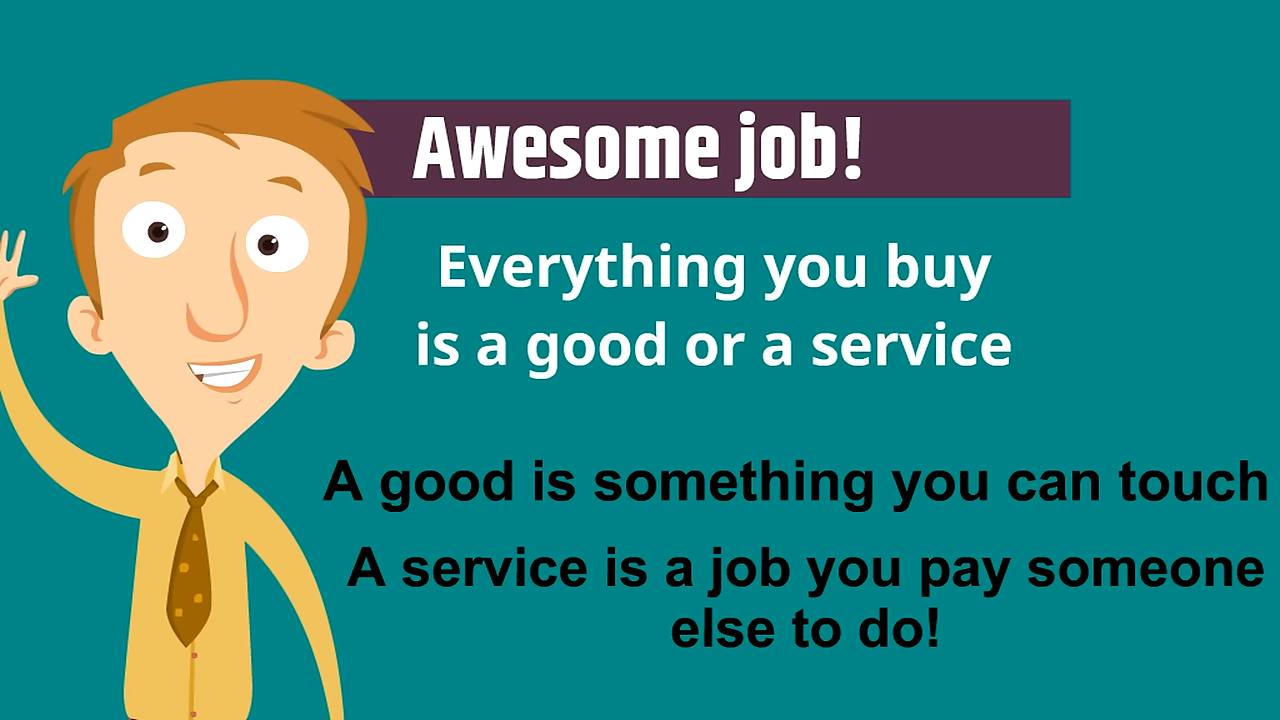 Awesome job!
Everything you buy
is a good or a service
A good is something you can touch
A service is a job you pay someone
else to do!